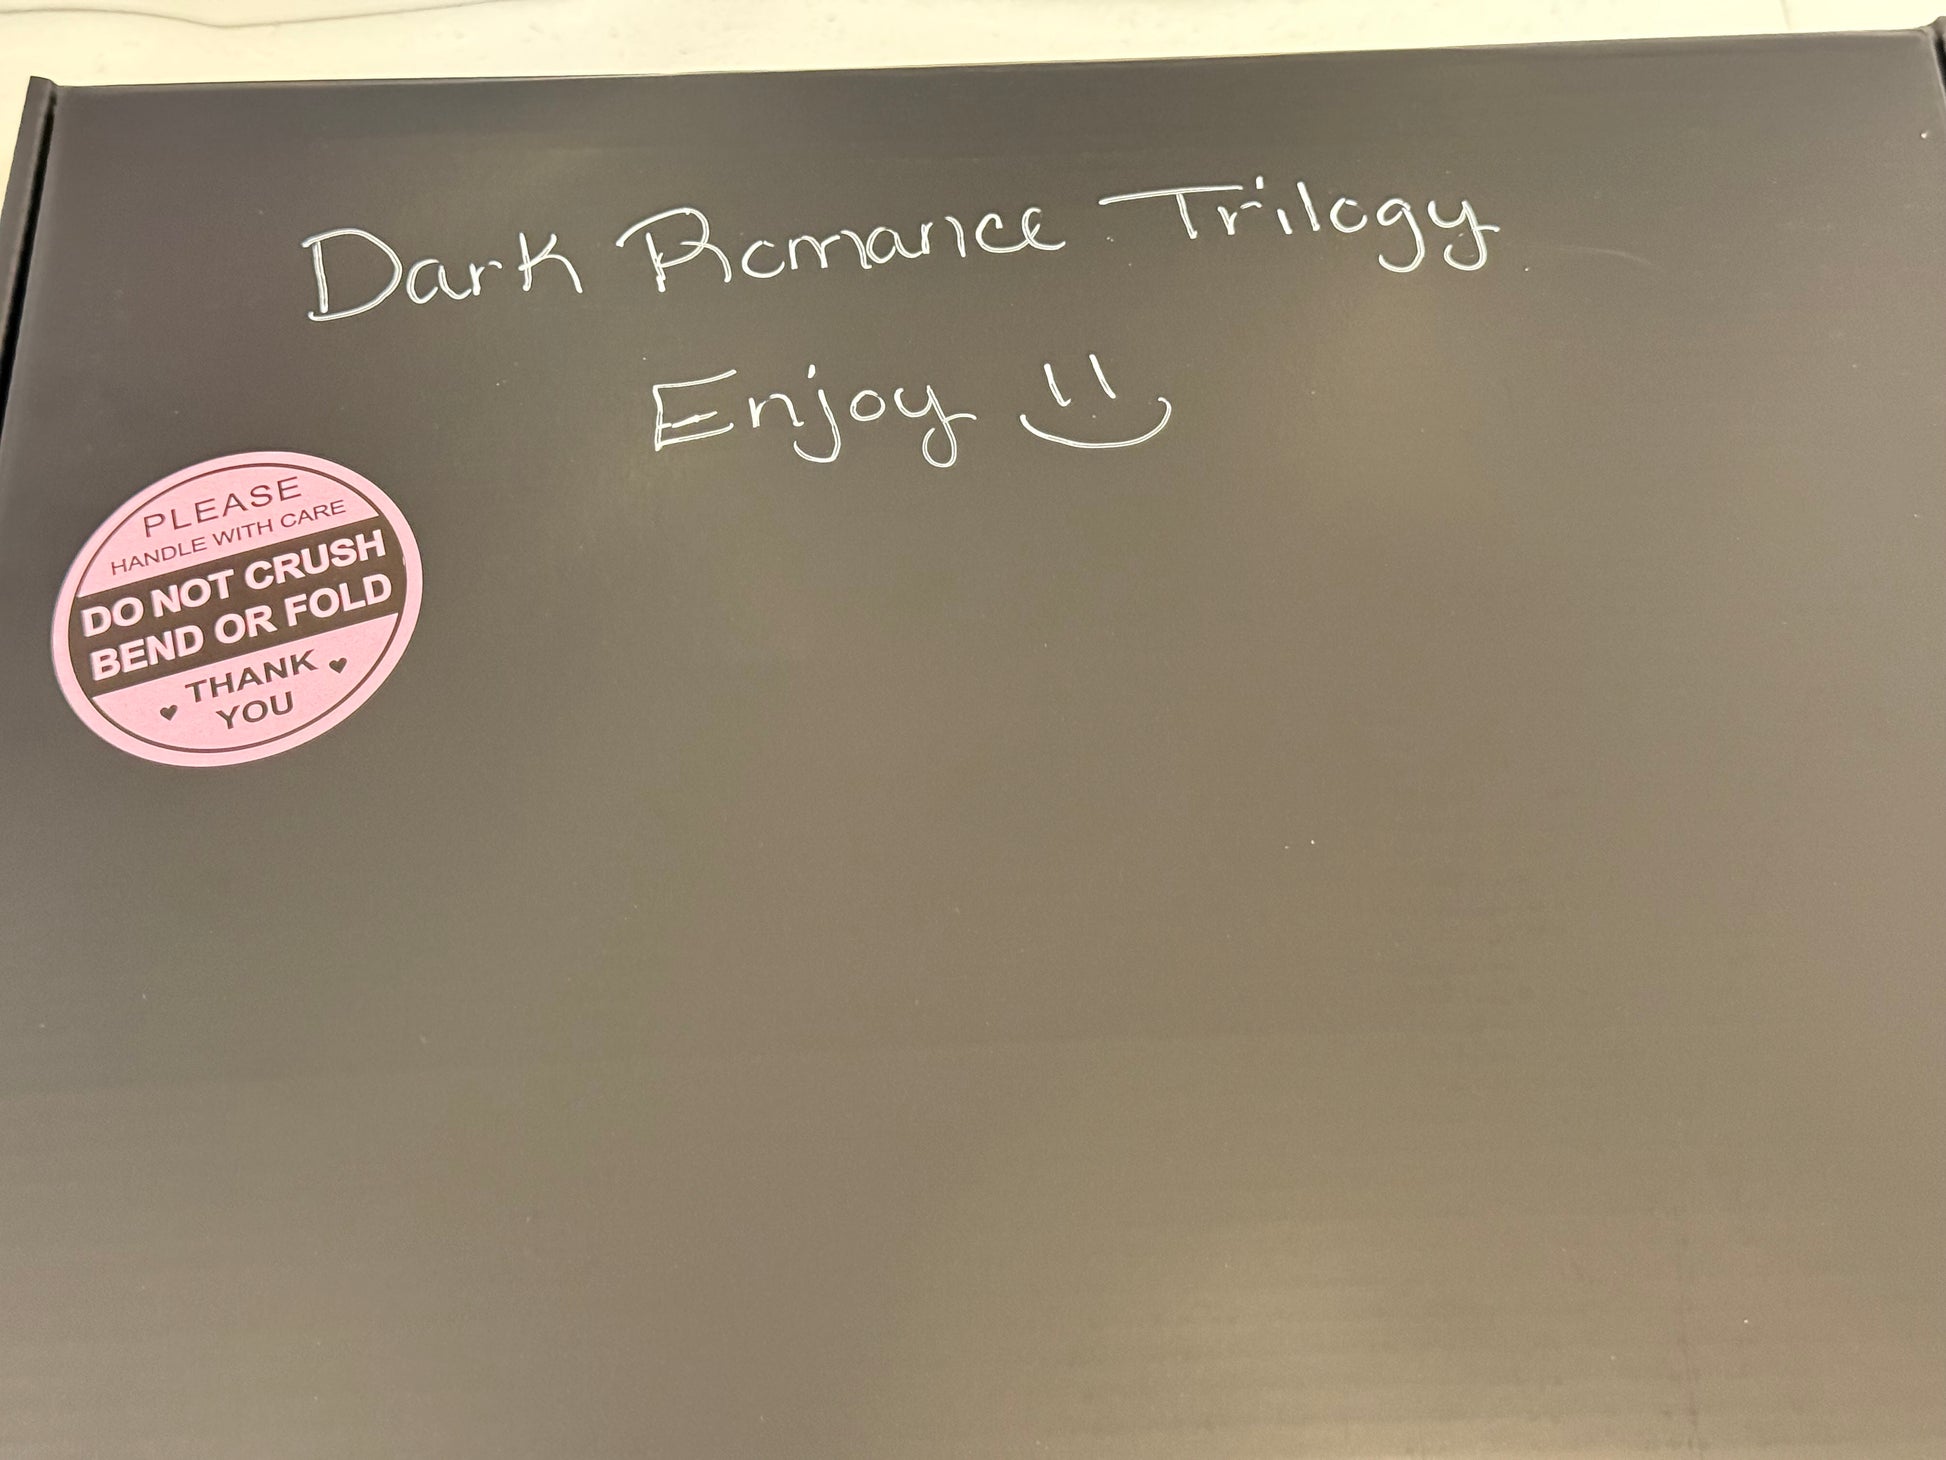 Dark Romance Trilogy
Enjoy
PLEASE
HANDLE WITH CARE
DO NOT CRUSH
BEND OR FOLD
THANK
YOU